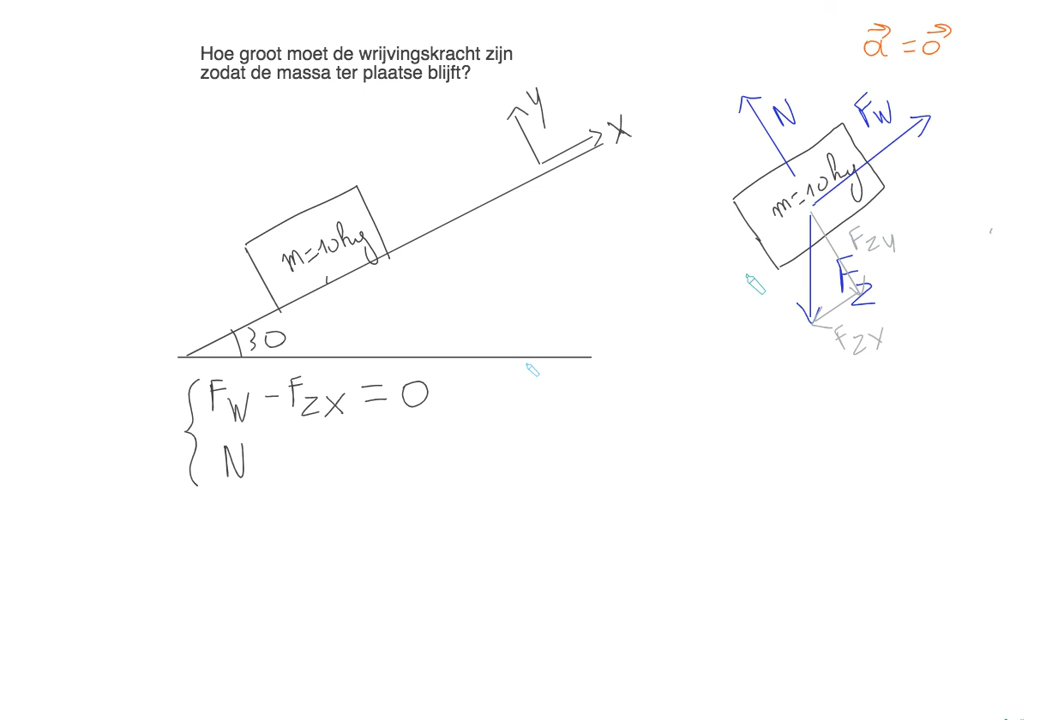 Hoe groot moet de wrijvingskracht zijn
zodat de massa ter plaatse blijft?
a⃗ = o⃗
y
x
N
Fw
m=10kg
m=10kg
Fzy
Fz
Fzx
30
Fw - Fzx = 0
N